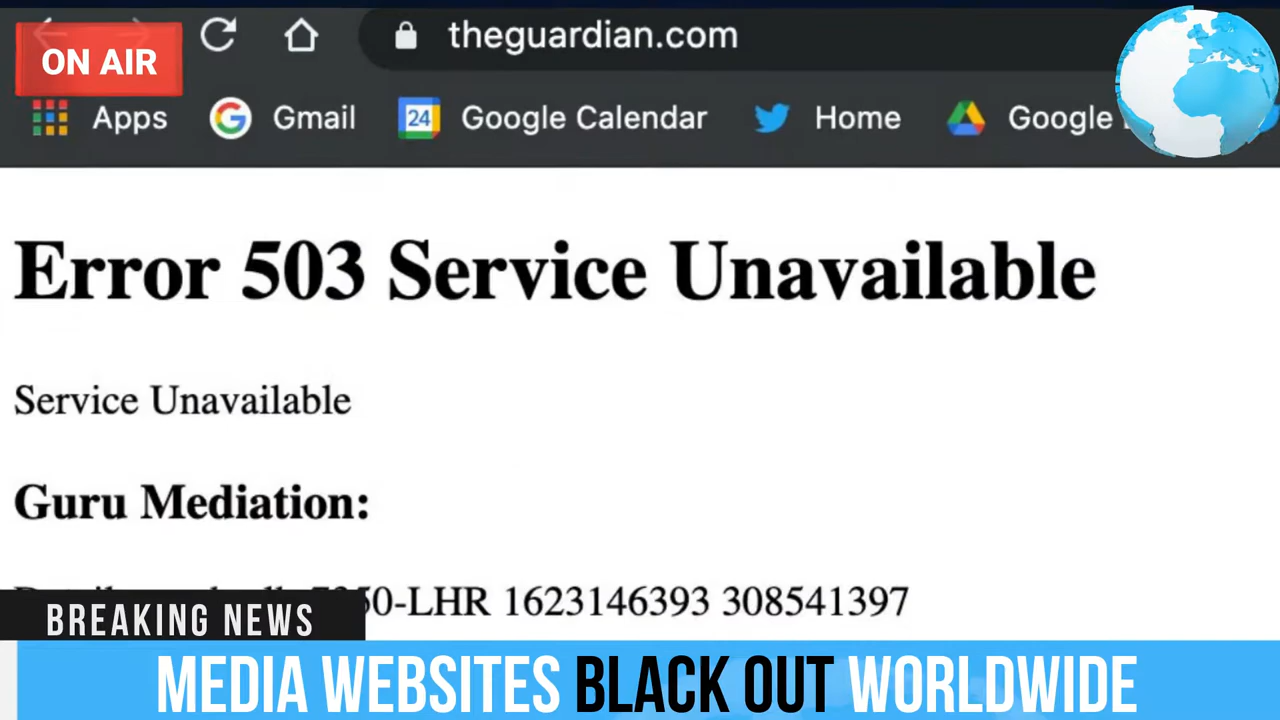 ON AIR
theguardian.com
Apps
Gmail
24
Google Calendar
Home
Google
Error 503 Service Unavailable
Service Unavailable
Guru Mediation:
50-LHR 1623146393 308541397
BREAKING NEWS
MEDIA WEBSITES BLACK OUT WORLDWIDE